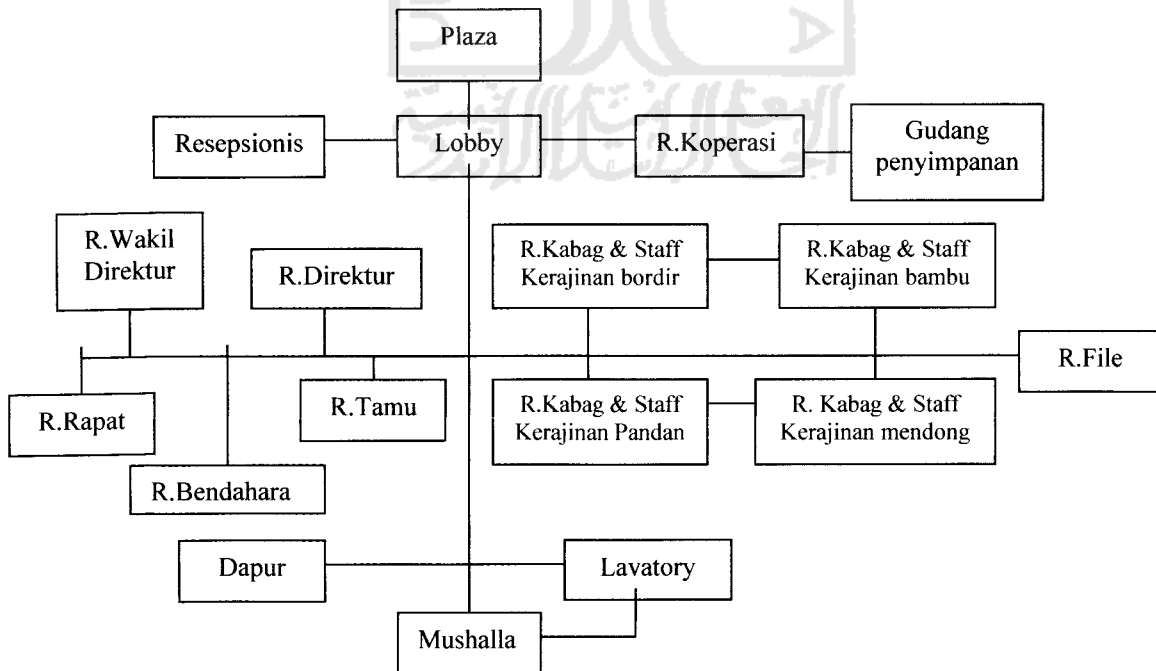 Plaza
Resepsionis
Lobby
R.Koperasi
Gudang
penyimpanan
R.Wakil
Direktur
R.Direktur
R.Kabag & Staff
Kerajinan bordir
R.Kabag & Staff
Kerajinan bambu
R.File
R.Rapat
R.Tamu
R.Kabag & Staff
Kerajinan Pandan
R. Kabag & Staff
Kerajinan mendong
R.Bendahara
Dapur
Lavatory
Mushalla